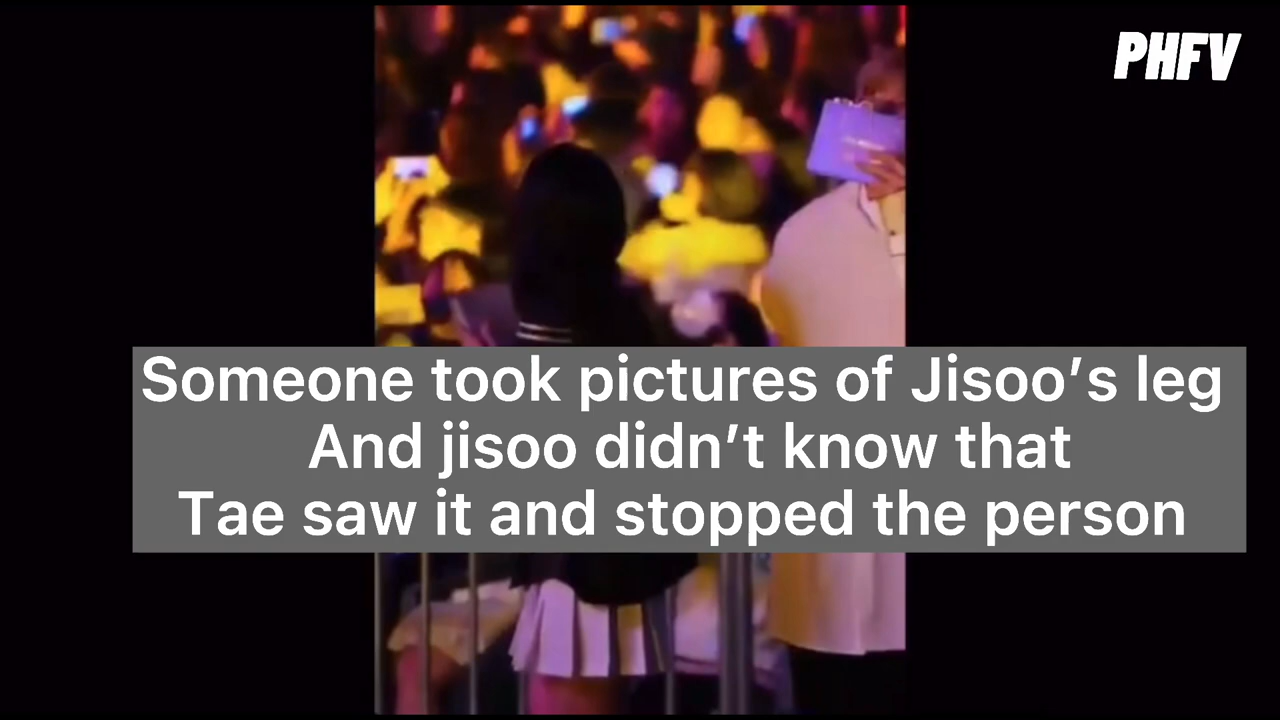 PHFV
Someone took pictures of Jisoo’s leg
And jisoo didn’t know that
Tae saw it and stopped the person